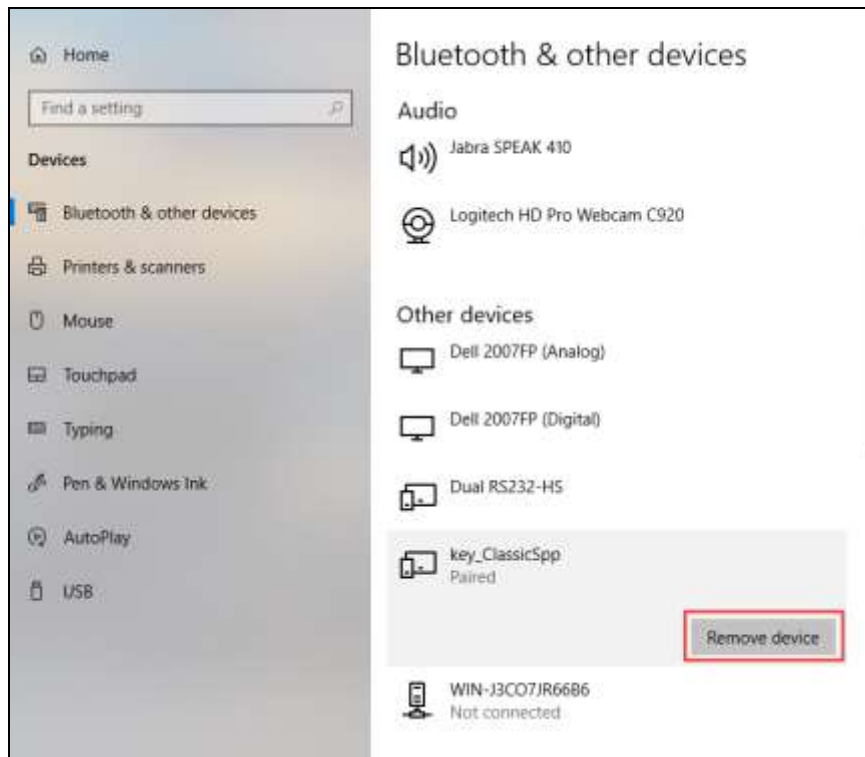 Home
Find a setting
Devices
Bluetooth & other devices
Printers & scanners
Mouse
Touchpad
Typing
Pen & Windows Ink
AutoPlay
USB
Bluetooth & other devices
Audio
Jabra SPEAK 410
Logitech HD Pro Webcam C920
Other devices
Dell 2007FP (Analog)
Dell 2007FP (Digital)
Dual RS232-HS
key_ClassicSpp
Paired
Remove device
WIN-J3CO7JR66B6
Not connected